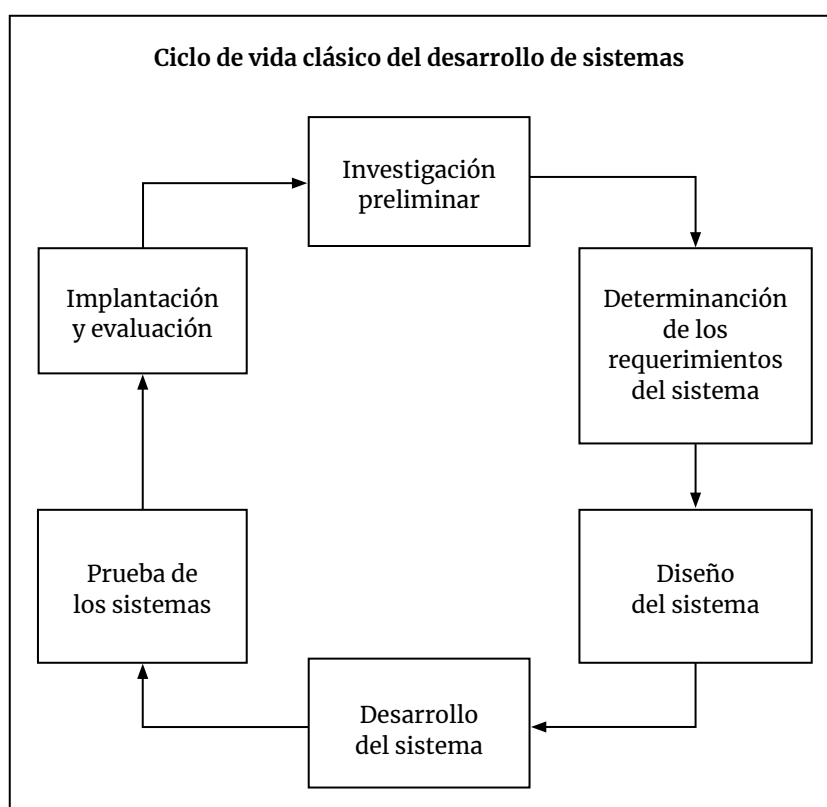 Ciclo de vida clásico del desarrollo de sistemas
Investigación
preliminar
Determinanción
de los
requerimientos
del sistema
Diseño
del sistema
Desarrollo
del sistema
Prueba de
los sistemas
Implantación
y evaluación